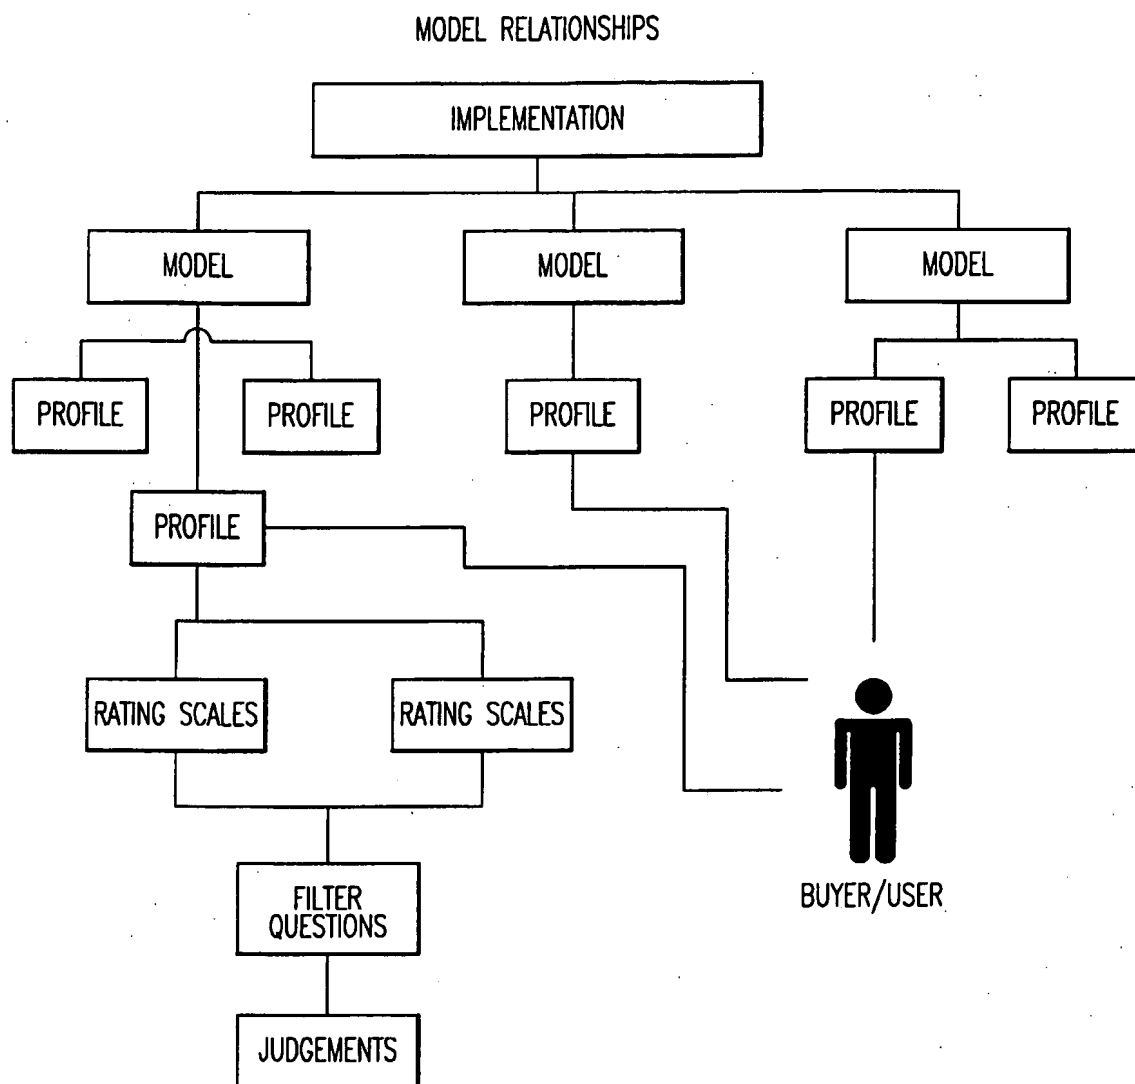 MODEL RELATIONSHIPS
IMPLEMENTATION
MODEL
MODEL
MODEL
PROFILE
PROFILE
PROFILE
PROFILE
PROFILE
PROFILE
RATING SCALES
RATING SCALES
FILTER
QUESTIONS
BUYER/USER
JUDGEMENTS